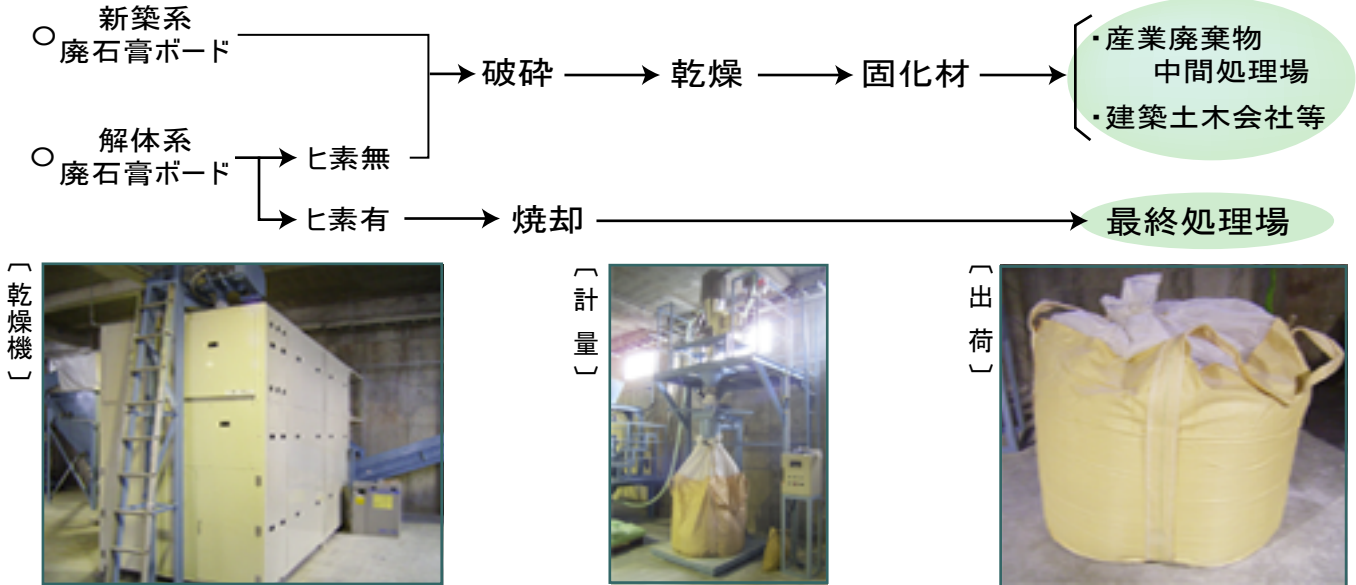 新築系
廃石膏ボード
破砕
乾燥
固化材
・産業廃棄物
中間処理場
・建築土木会社等
解体系
廃石膏ボード
ヒ素無
ヒ素有
焼却
最終処理場
〔乾燥機〕
〔計量〕
〔出荷〕